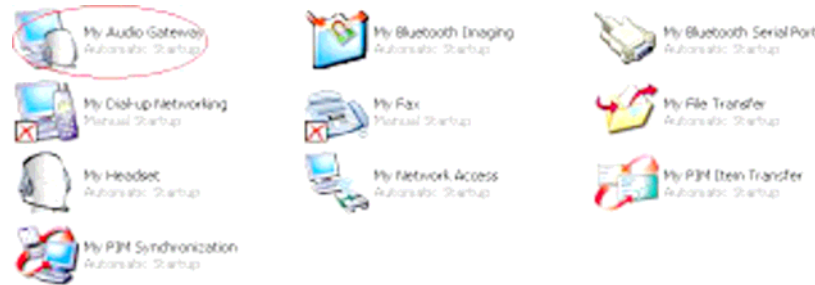 My Audio Gateway
Automatic Startup
My Bluetooth Imaging
Automatic Startup
My Bluetooth Serial Port
Automatic Startup
My Dial-up Networking
Manual Startup
My Fax
Manual Startup
My File Transfer
Automatic Startup
My Headset
Automatic Startup
My Network Access
Automatic Startup
My PIM Item Transfer
Automatic Startup
My PIM Synchronization
Automatic Startup